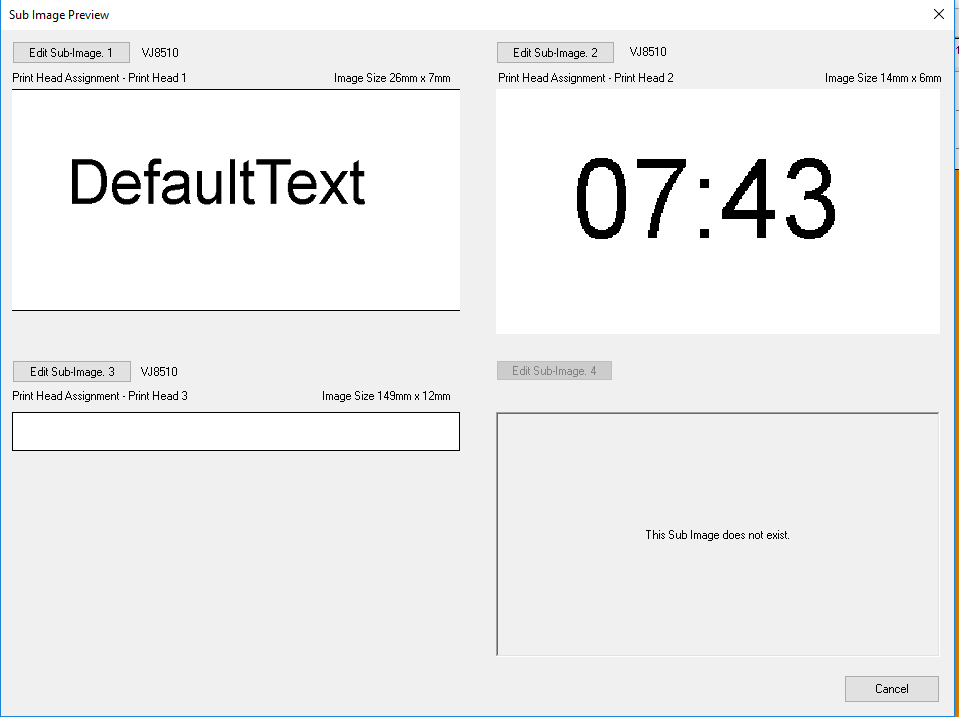 Sub Image Preview
Edit Sub-Image. 1
VJ8510
Print Head Assignment - Print Head 1
Image Size 26mm x 7mm
DefaultText
Edit Sub-Image. 2
VJ8510
Print Head Assignment - Print Head 2
Image Size 14mm x 6mm
07:43
Edit Sub-Image. 3
VJ8510
Print Head Assignment - Print Head 3
Image Size 149mm x 12mm
Edit Sub-Image. 4
This Sub Image does not exist.
Cancel